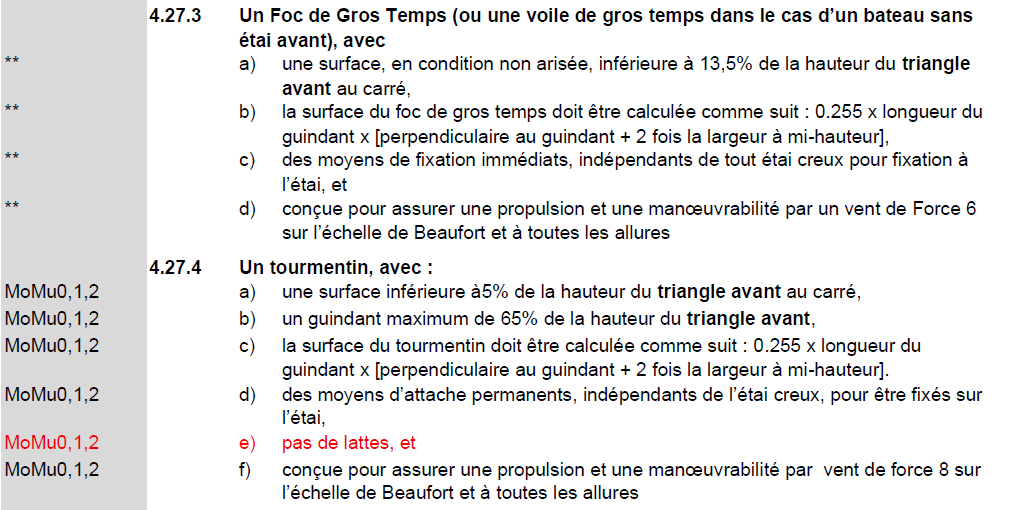 4.27.3 Un Foc de Gros Temps (ou une voile de gros temps dans le cas d’un bateau sans
étai avant), avec
** a) une surface, en condition non arisée, inférieure à 13,5% de la hauteur du triangle
avant au carré,
** b) la surface du foc de gros temps doit être calculée comme suit : 0.255 x longueur du
guindant x [perpendiculaire au guindant + 2 fois la largeur à mi-hauteur],
** c) des moyens de fixation immédiats, indépendants de tout étai creux pour fixation à
l’étai, et
** d) conçue pour assurer une propulsion et une manœuvrabilité par un vent de Force 6
sur l’échelle de Beaufort et à toutes les allures
4.27.4 Un tourmentin, avec :
MoMu0,1,2 a) une surface inférieure à5% de la hauteur du triangle avant au carré,
MoMu0,1,2 b) un guindant maximum de 65% de la hauteur du triangle avant,
MoMu0,1,2 c) la surface du tourmentin doit être calculée comme suit : 0.255 x longueur du
guindant x [perpendiculaire au guindant + 2 fois la largeur à mi-hauteur].
MoMu0,1,2 d) des moyens d’attache permanents, indépendants de l’étai creux, pour être fixés sur
l’étai,
MoMu0,1,2 e) pas de lattes, et
MoMu0,1,2 f) conçue pour assurer une propulsion et une manœuvrabilité par vent de force 8 sur
l’échelle de Beaufort et à toutes les allures